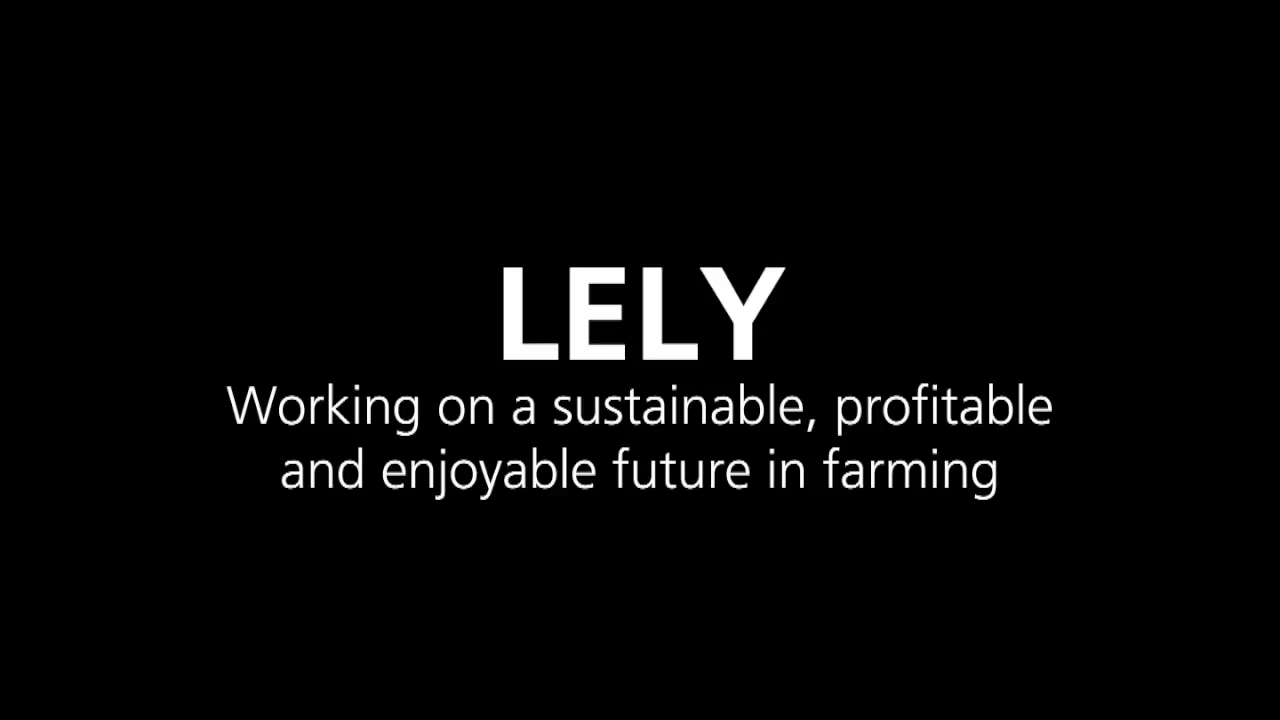 LELY
Working on a sustainable, profitable
and enjoyable future in farming